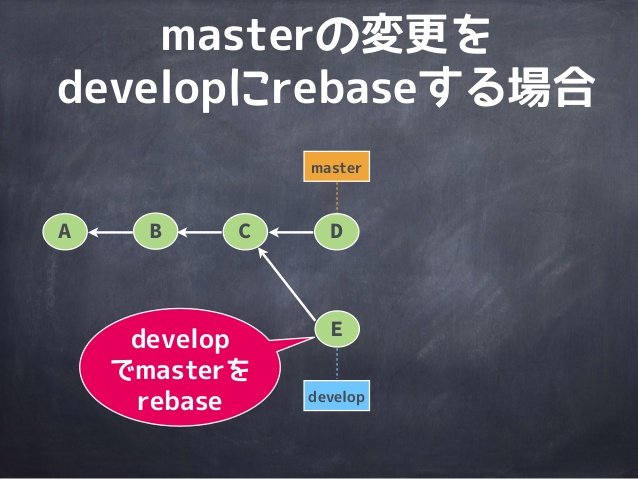 masterの変更を
developにrebaseする場合
master
A
B
C
D
E
develop
でmasterを
rebase
develop